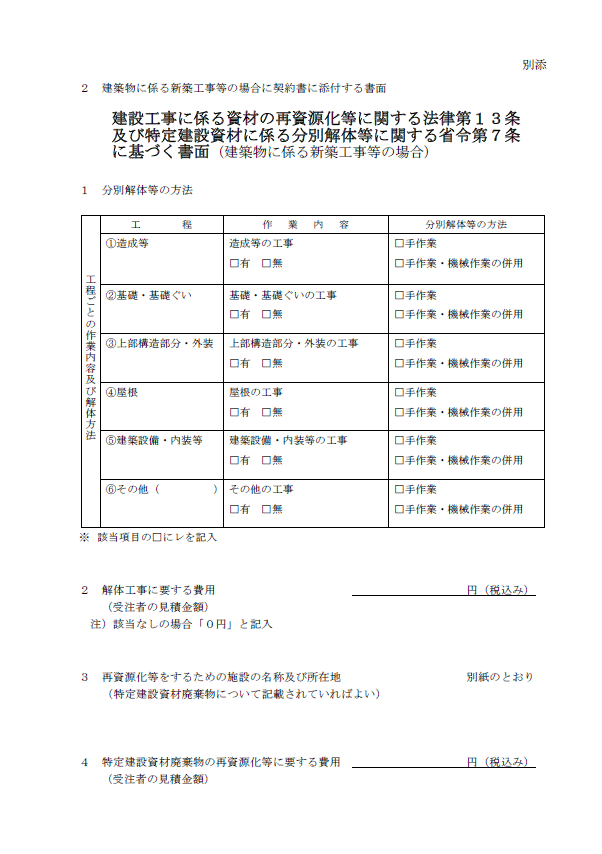 別添
２　建築物に係る新築工事等の場合に契約書に添付する書面
建設工事に係る資材の再資源化等に関する法律第１３条
及び特定建設資材に係る分別解体等に関する省令第７条
に基づく書面（建築物に係る新築工事等の場合）
１　分別解体等の方法
工程ごとの作業内容及び解体方法
工　　程　作　業　内　容　分別解体等の方法
①造成等　造成等の工事　□手作業
□有　□無　□手作業・機械作業の併用
②基礎・基礎ぐい　基礎・基礎ぐいの工事　□手作業
□有　□無　□手作業・機械作業の併用
③上部構造部分・外装　上部構造部分・外装の工事　□手作業
□有　□無　□手作業・機械作業の併用
④屋根　屋根の工事　□手作業
□有　□無　□手作業・機械作業の併用
⑤建築設備・内装等　建築設備・内装等の工事　□手作業
□有　□無　□手作業・機械作業の併用
⑥その他（　　　　　）　その他の工事　□手作業
□有　□無　□手作業・機械作業の併用
※　該当項目の□にレを記入
２　解体工事に要する費用　円（税込み）
（受注者の見積金額）
注）該当なしの場合「０円」と記入
３　再資源化等をするための施設の名称及び所在地　別紙のとおり
（特定建設資材廃棄物について記載されていればよい）
４　特定建設資材廃棄物の再資源化等に要する費用　円（税込み）
（受注者の見積金額）